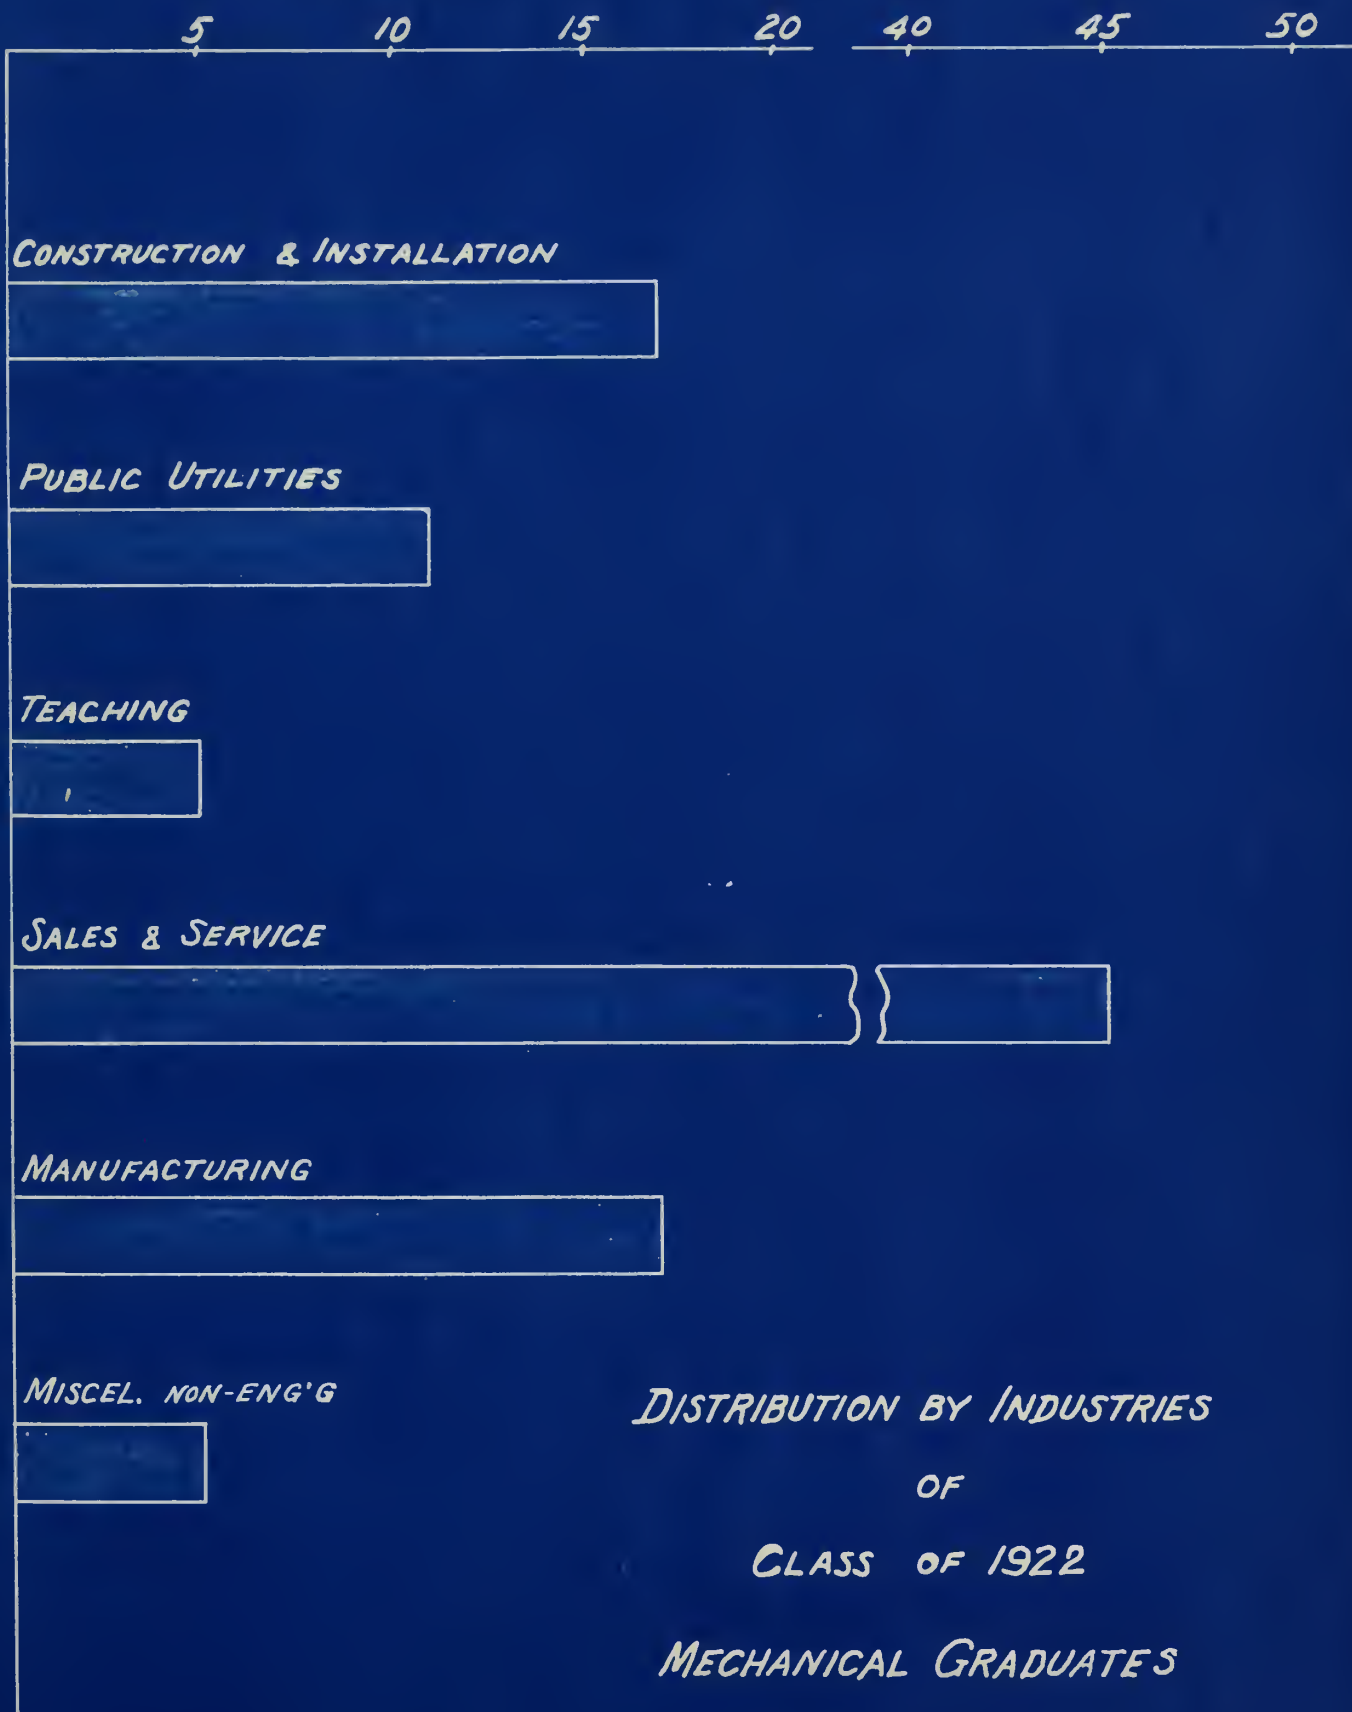 5 10 15 20 40 45 50
CONSTRUCTION & INSTALLATION
PUBLIC UTILITIES
TEACHING
SALES & SERVICE
MANUFACTURING
MISCEL. NON-ENG'G
DISTRIBUTION BY INDUSTRIES
OF
CLASS OF 1922
MECHANICAL GRADUATES